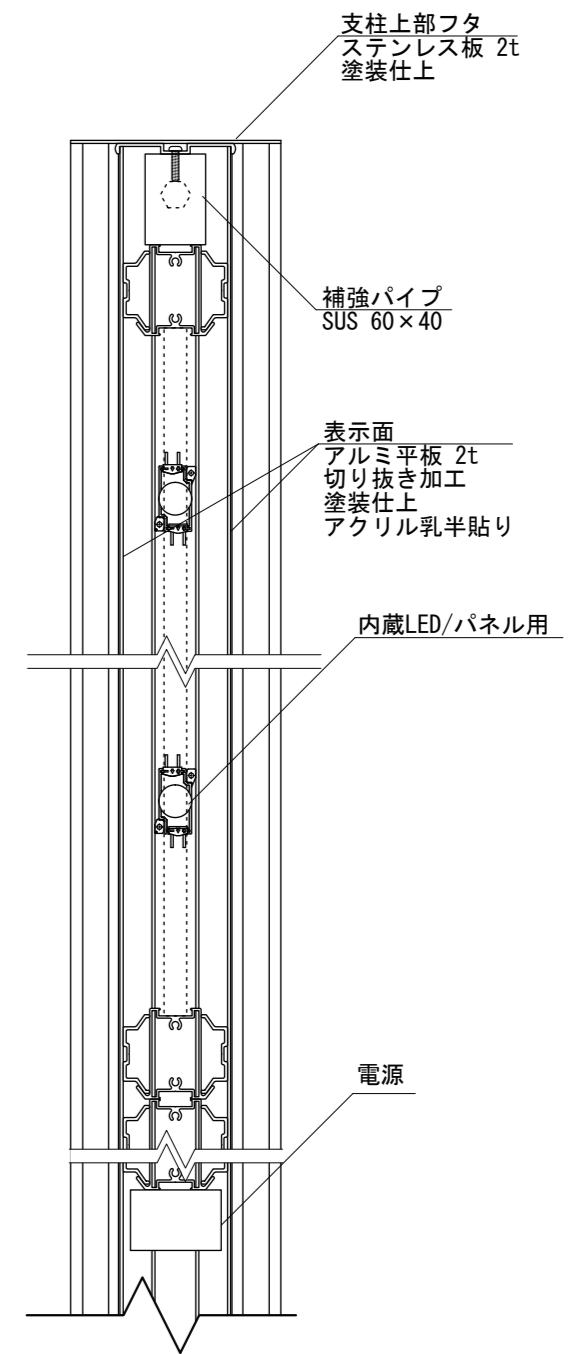 支柱上部フタ
ステンレス板 2t
塗装仕上
補強パイプ
SUS 60×40
表示面
アルミ平板 2t
切り抜き加工
塗装仕上
アクリル乳半貼り
内蔵LED/パネル用
電源